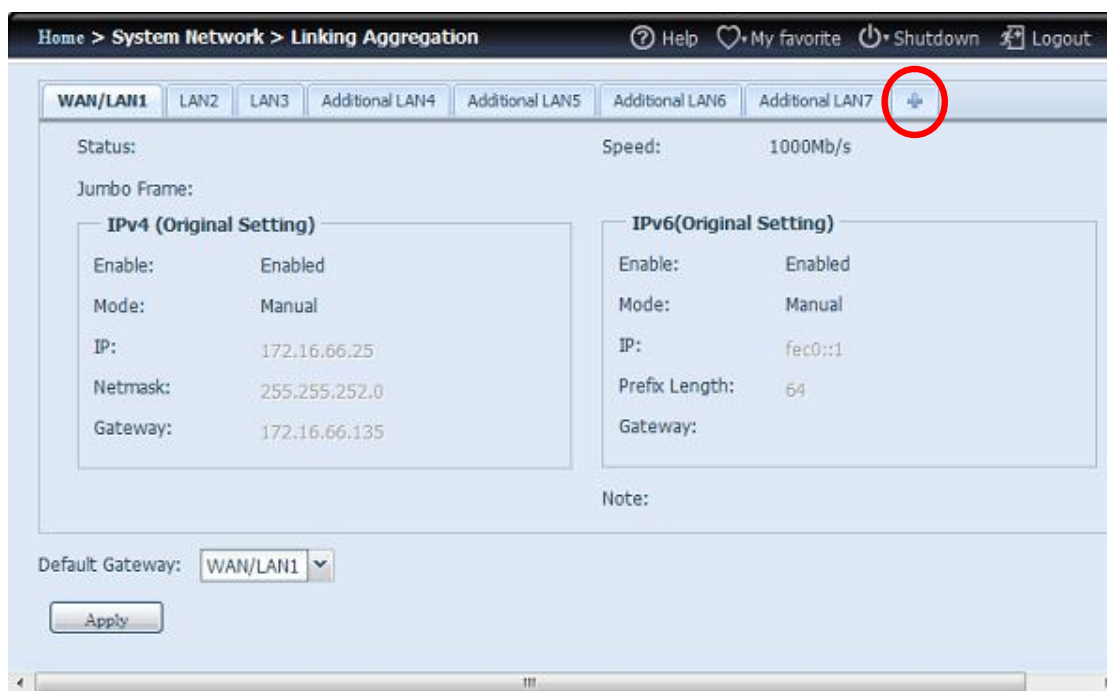 Home > System Network > Linking Aggregation Help My favorite Shutdown Logout
WAN/LAN1 LAN2 LAN3 Additional LAN4 Additional LAN5 Additional LAN6 Additional LAN7
Status: Speed: 1000Mb/s
Jumbo Frame:
IPv4 (Original Setting)
Enable: Enabled
Mode: Manual
IP: 172.16.66.25
Netmask: 255.255.252.0
Gateway: 172.16.66.135
IPv6(Original Setting)
Enable: Enabled
Mode: Manual
IP: fec0::1
Prefix Length: 64
Gateway:
Note:
Default Gateway: WAN/LAN1
Apply